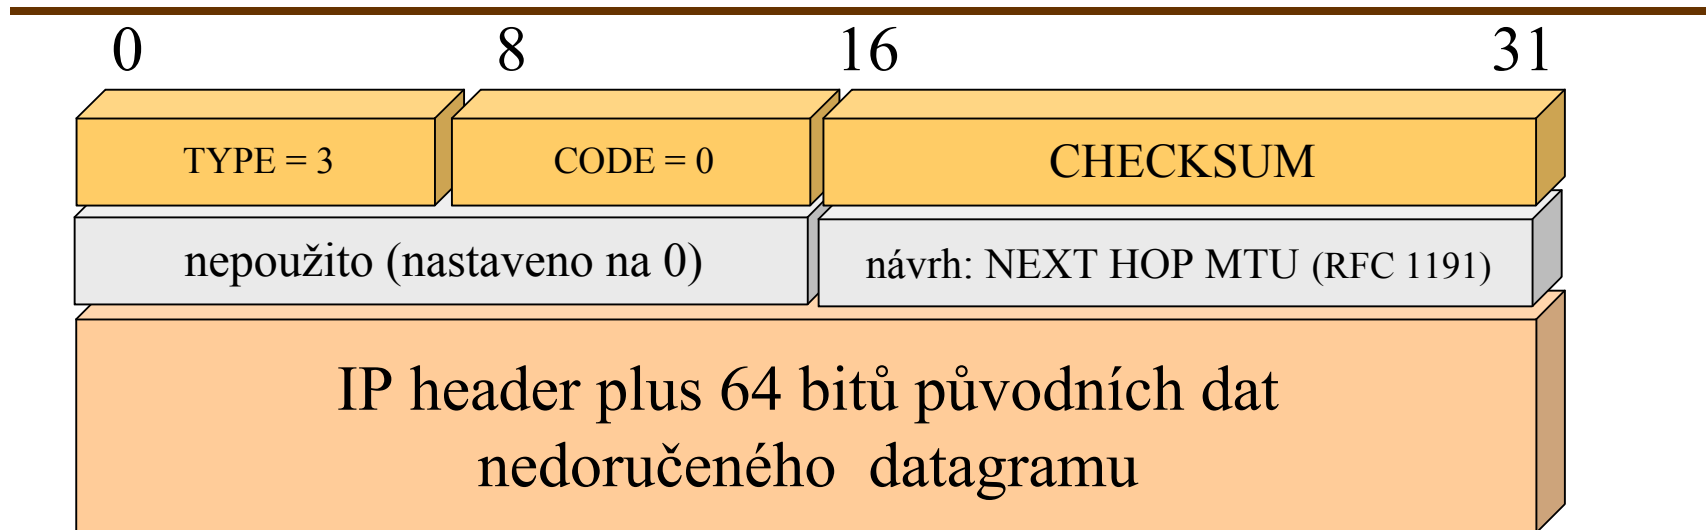 0 8 16 31
TYPE = 3 CODE = 0 CHECKSUM
nepoužito (nastaveno na 0) návrh: NEXT HOP MTU (RFC 1191)
IP header plus 64 bitů původních dat
nedoručeného datagramu